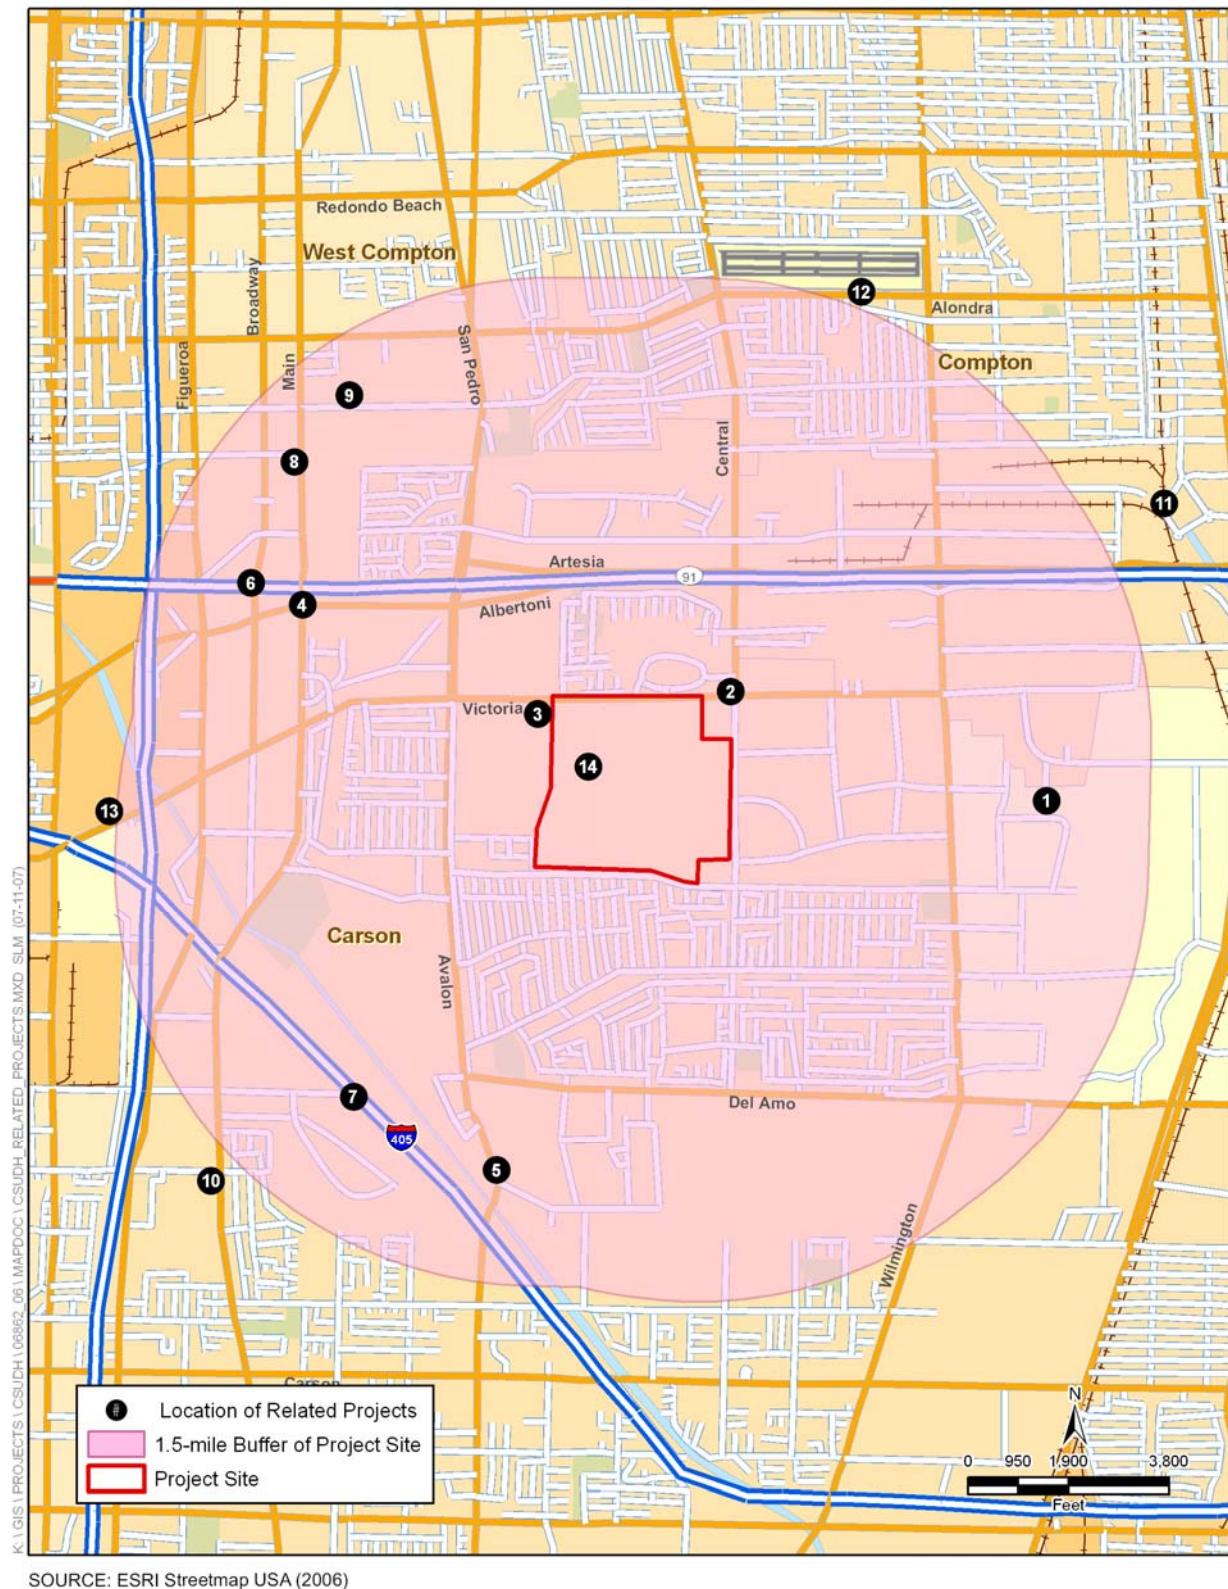 Redondo Beach
West Compton
Broadway
12
Alondra
San Pedro
Main
Figueroa
Compton
9
Central
8
11
Artesia
91
6
4
Albertoni
2
Victoria
3
14
1
13
Carson
Avalon
7
Del Amo
405
5
10
Wilmington
Carson
# Location of Related Projects
1.5-mile Buffer of Project Site
Project Site
N
0 950 1,900 3,800
Feet
K: \ GIS \ PROJECTS \ CSUDH \ 06862_06 \ MAPDOC \ CSUDH_RELATED_PROJECTS.MXD SLM (07-11-07)
SOURCE: ESRI Streetmap USA (2006)